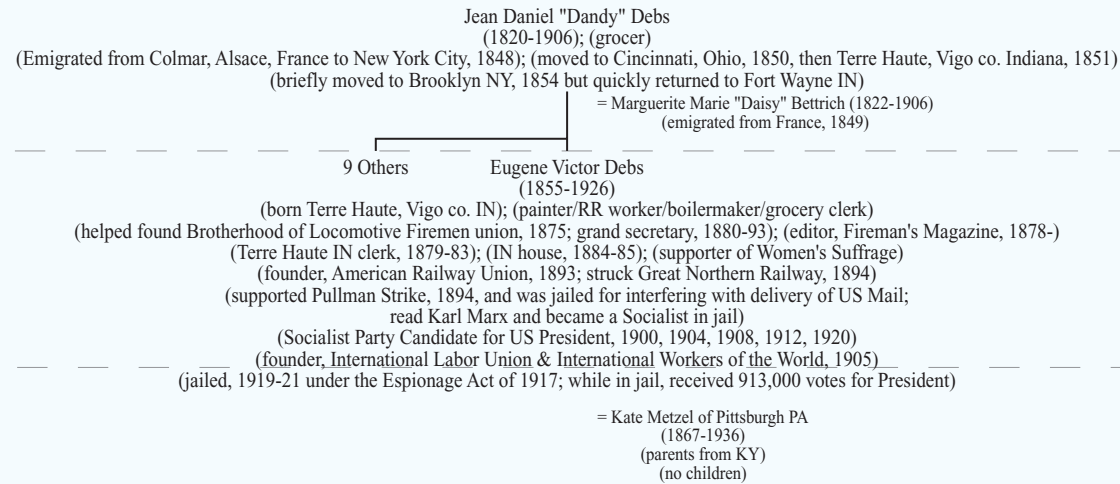 Jean Daniel "Dandy" Debs
(1820-1906); (grocer)
(Emigrated from Colmar, Alsace, France to New York City, 1848); (moved to Cincinnati, Ohio, 1850, then Terre Haute, Vigo co. Indiana, 1851)
(briefly moved to Brooklyn NY, 1854 but quickly returned to Fort Wayne IN)
= Marguerite Marie "Daisy" Bettrich (1822-1906)
(emigrated from France, 1849)
9 Others
Eugene Victor Debs
(1855-1926)
(born Terre Haute, Vigo co. IN); (painter/RR worker/boilermaker/grocery clerk)
(helped found Brotherhood of Locomotive Firemen union, 1875; grand secretary, 1880-93); (editor, Fireman's Magazine, 1878-)
(Terre Haute IN clerk, 1879-83); (IN house, 1884-85); (supporter of Women's Suffrage)
(founder, American Railway Union, 1893; struck Great Northern Railway, 1894)
(supported Pullman Strike, 1894, and was jailed for interfering with delivery of US Mail;
read Karl Marx and became a Socialist in jail)
(Socialist Party Candidate for US President, 1900, 1904, 1908, 1912, 1920)
(founder, International Labor Union & International Workers of the World, 1905)
(jailed, 1919-21 under the Espionage Act of 1917; while in jail, received 913,000 votes for President)
= Kate Metzel of Pittsburgh PA
(1867-1936)
(parents from KY)
(no children)